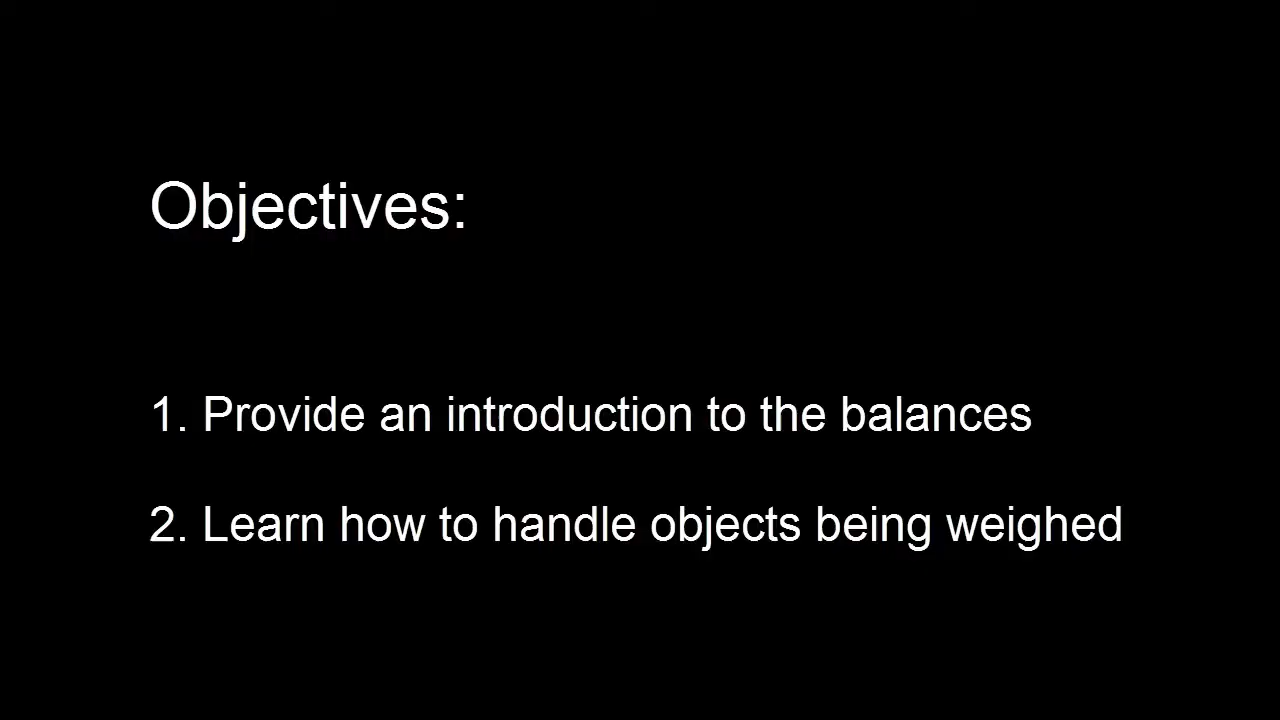 Objectives:
1. Provide an introduction to the balances
2. Learn how to handle objects being weighed